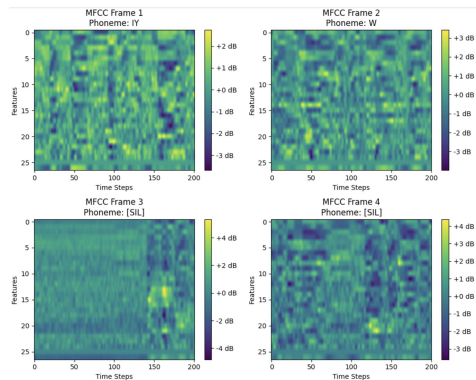 MFCC Frame 1
Phoneme: IY
0
5
10
15
20
25
Features
0
50
100
150
200
Time Steps
+2 dB
+1 dB
+0 dB
-1 dB
-2 dB
-3 dB
MFCC Frame 2
Phoneme: W
0
5
10
15
20
25
Features
0
50
100
150
200
Time Steps
+3 dB
+2 dB
+1 dB
+0 dB
-1 dB
-2 dB
-3 dB
MFCC Frame 3
Phoneme: [SIL]
0
5
10
15
20
25
Features
0
50
100
150
200
Time Steps
+4 dB
+2 dB
+0 dB
-2 dB
-4 dB
MFCC Frame 4
Phoneme: [SIL]
0
5
10
15
20
25
Features
0
50
100
150
200
Time Steps
+4 dB
+3 dB
+2 dB
+1 dB
+0 dB
-1 dB
-2 dB
-3 dB